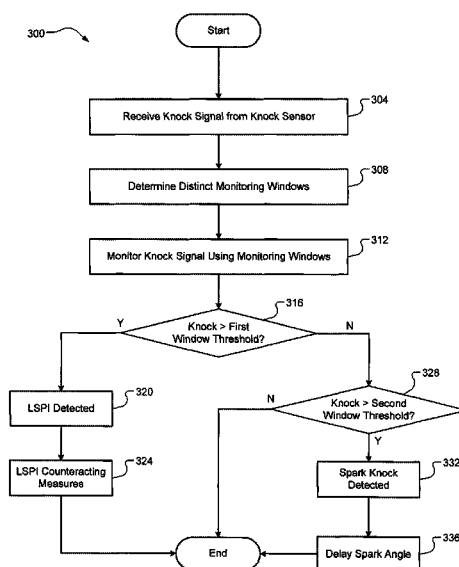 300
Start
304
Receive Knock Signal from Knock Sensor
308
Determine Distinct Monitoring Windows
312
Monitor Knock Signal Using Monitoring Windows
316
Y
Knock > First
Window Threshold?
N
328
320
LSPI Detected
N
Knock > Second
Window Threshold?
Y
324
LSPI Counteracting
Measures
332
Spark Knock
Detected
336
End
Delay Spark Angle